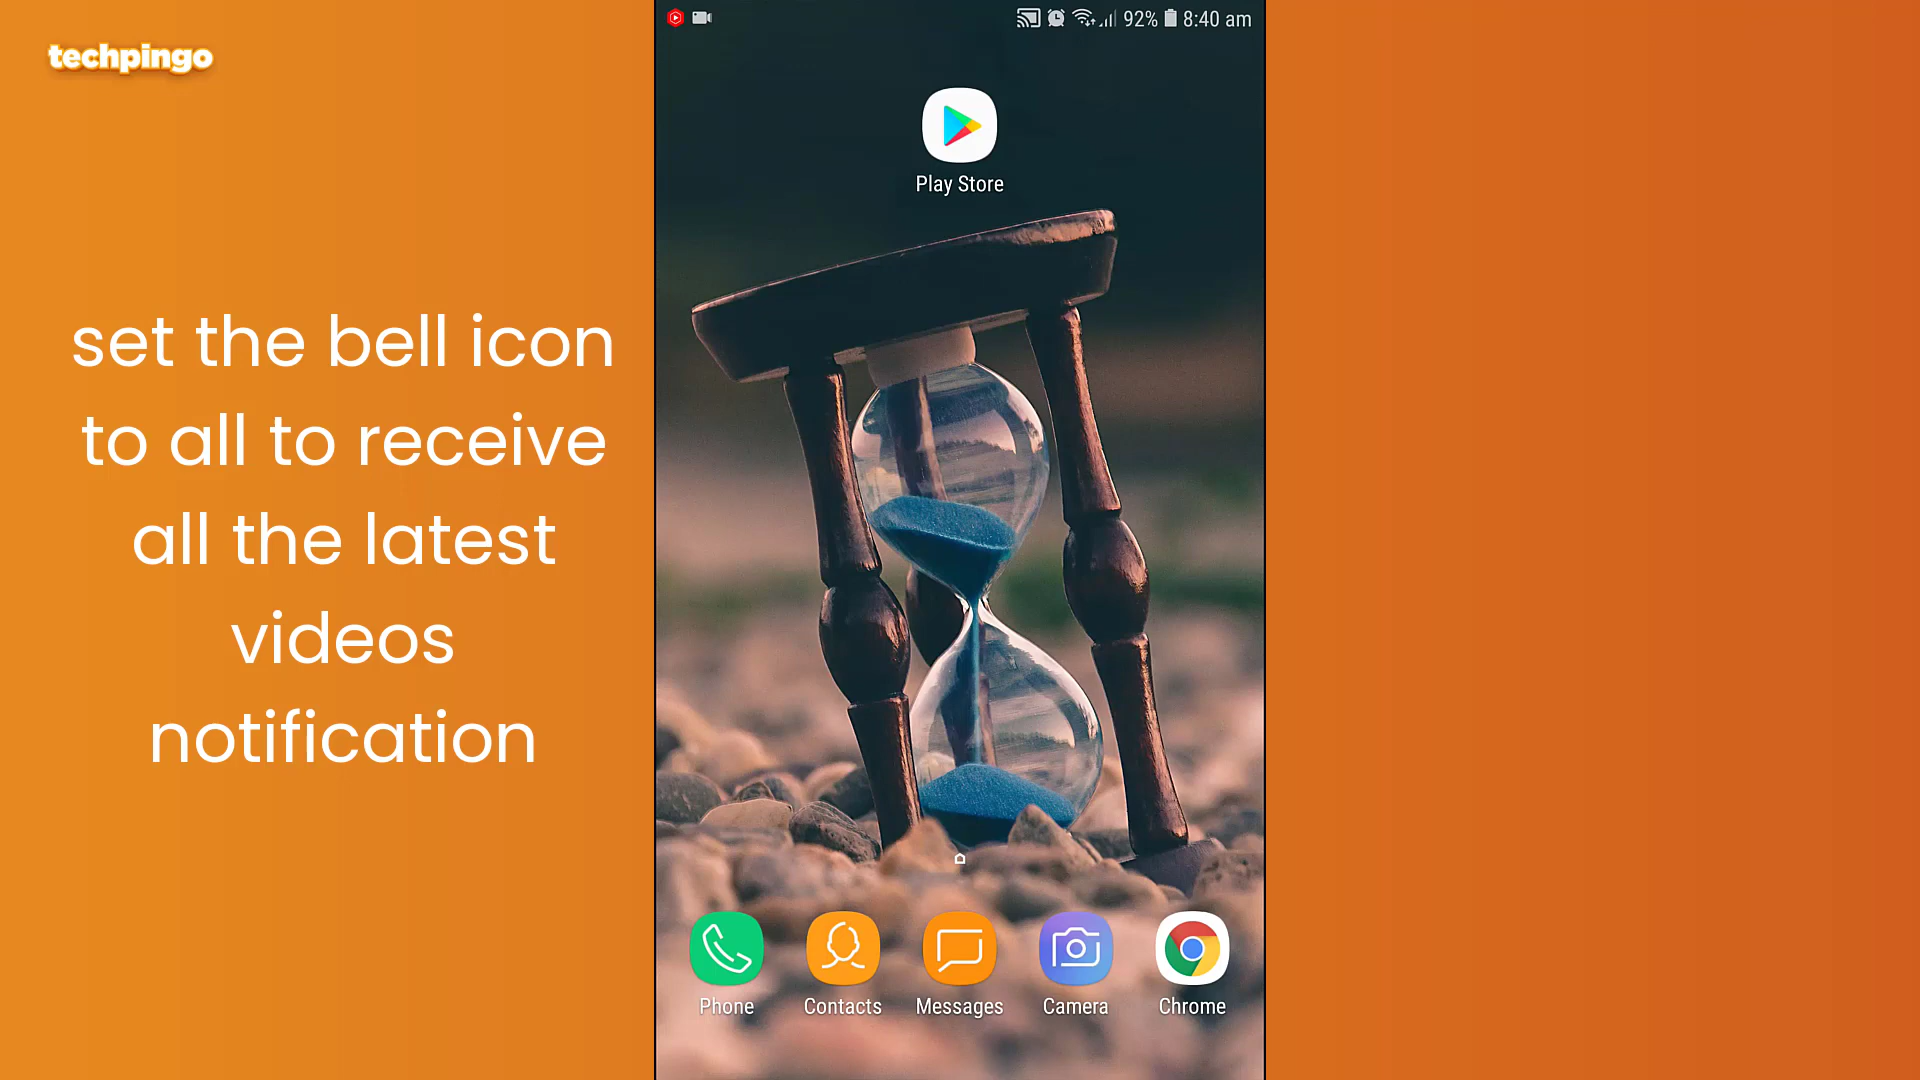 techpingo
92% 8:40 am
Play Store
set the bell icon
to all to receive
all the latest
videos
notification
Phone Contacts Messages Camera Chrome